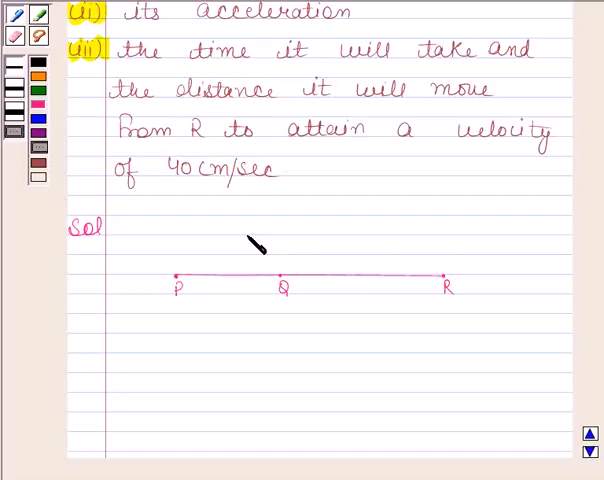 (ii) its acceleration
(iii) the time it will take and
the distance it will move
from R to attain a velocity
of 40 cm/sec
Sol
P Q R